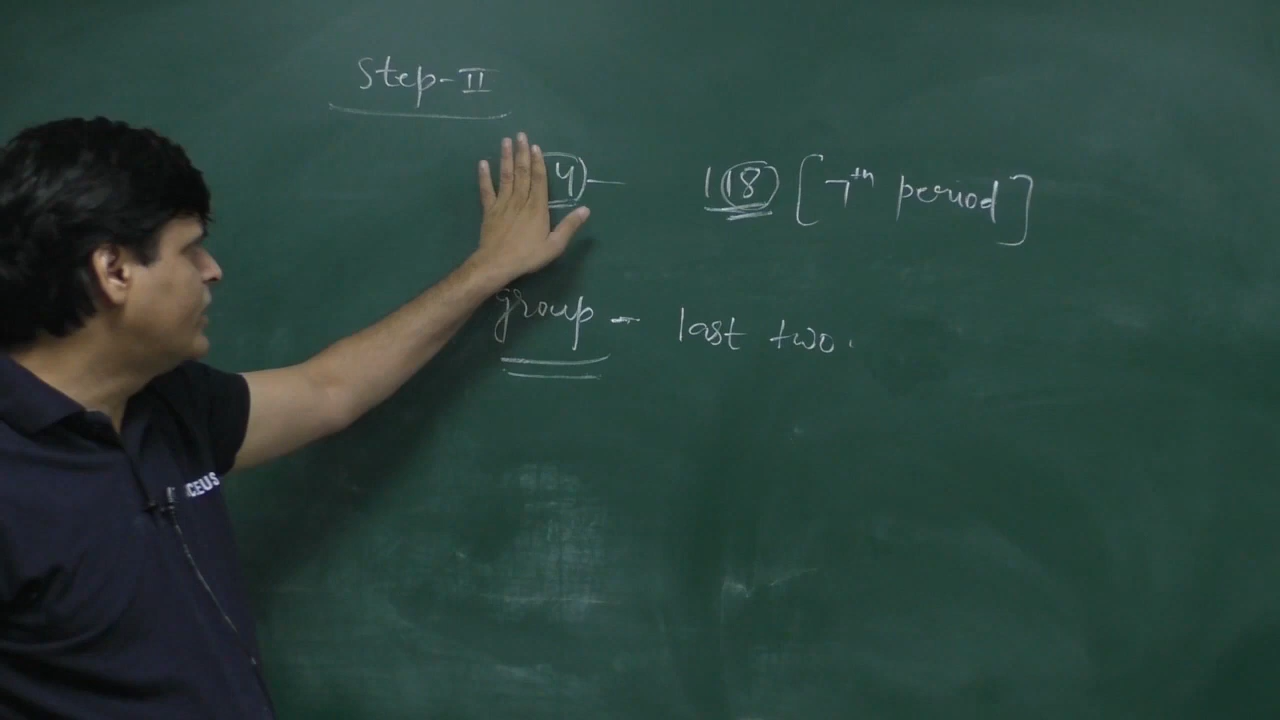 Step-II
4 - 118 [7th period]
group - last two.
CEUS